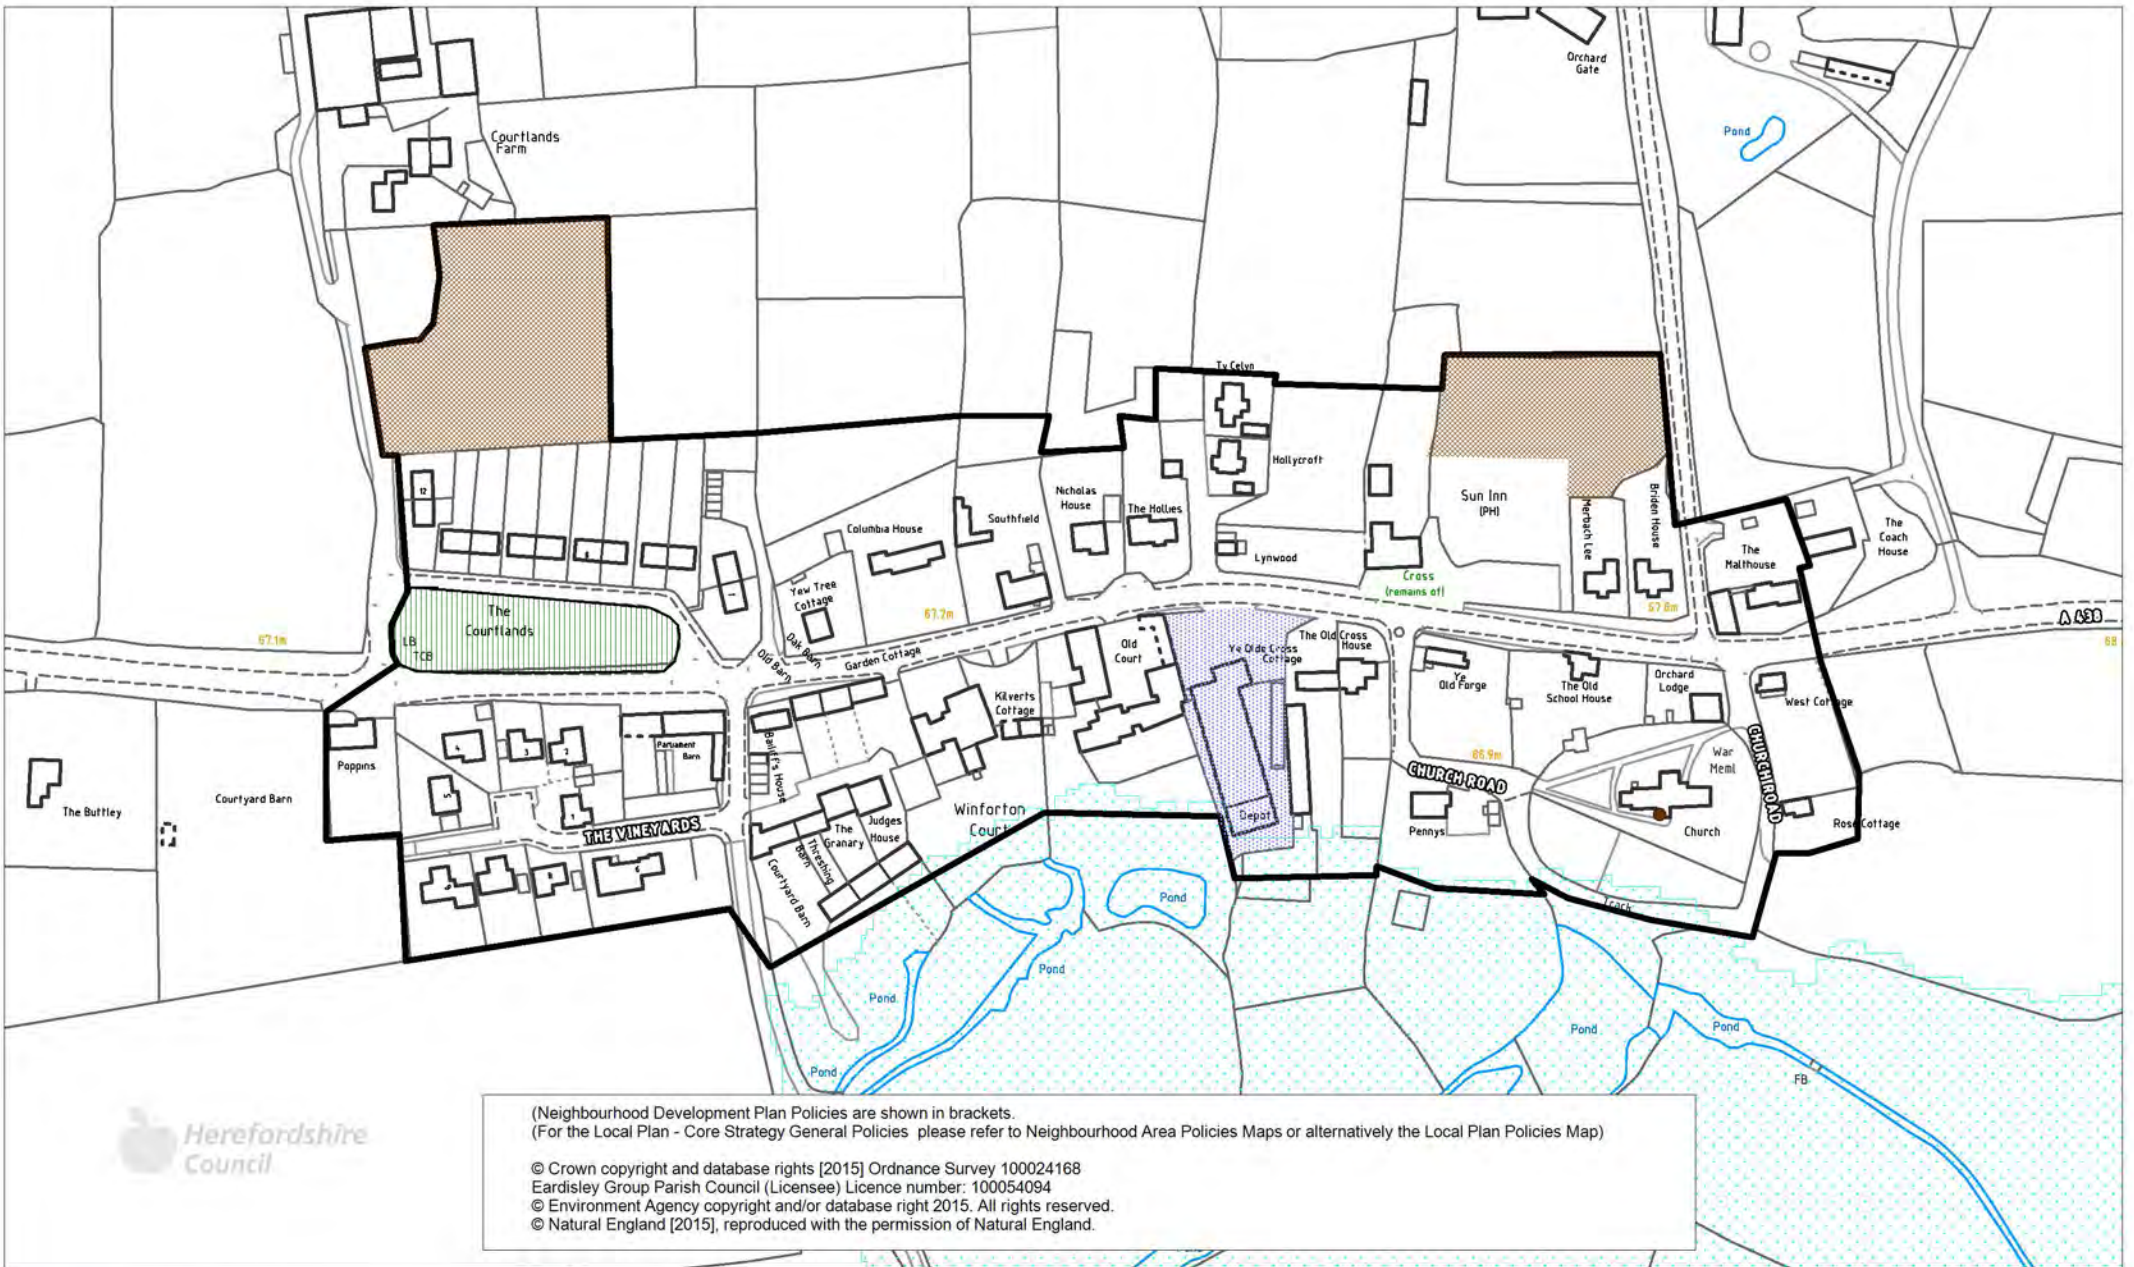 Orchard
Gate
Pond
Courtlands
Farm
Ty Celyn
Hollycroft
Sun Inn
(PH)
Merbach Lee
Briden House
The
Coach
House
The
Malthouse
12
Nicholas
House
The Hollies
Southfield
Columbia House
Lynwood
Cross
(remains of)
Yew Tree
Cottage
67.2m
67.1m
The
Courtlands
LB
TCB
Oak Barn
Old Barn
Garden Cottage
Old
Court
Ye Olde Cross
Cottage
The Old Cross
House
A 438
68
Ye
Old Forge
The Old
School House
Orchard
Lodge
West Cottage
Kilverts
Cottage
Poppins
4
3
2
5
1
Parliament
Barn
Bailiff's House
War
Meml
CHURCH ROAD
CHURCH ROAD
The Buttley
Courtyard Barn
THE VINEYARDS
Winforton
Court
Judges
House
The
Granary
Threshing
Barn
Courtyard Barn
Depot
Pennys
Church
Rose Cottage
Track
Pond
Pond
Pond
Pond
Pond
Pond
FB
Herefordshire
Council
(Neighbourhood Development Plan Policies are shown in brackets.
(For the Local Plan - Core Strategy General Policies please refer to Neighbourhood Area Policies Maps or alternatively the Local Plan Policies Map)
© Crown copyright and database rights [2015] Ordnance Survey 100024168
Eardisley Group Parish Council (Licensee) Licence number: 100054094
© Environment Agency copyright and/or database right 2015. All rights reserved.
© Natural England [2015], reproduced with the permission of Natural England.